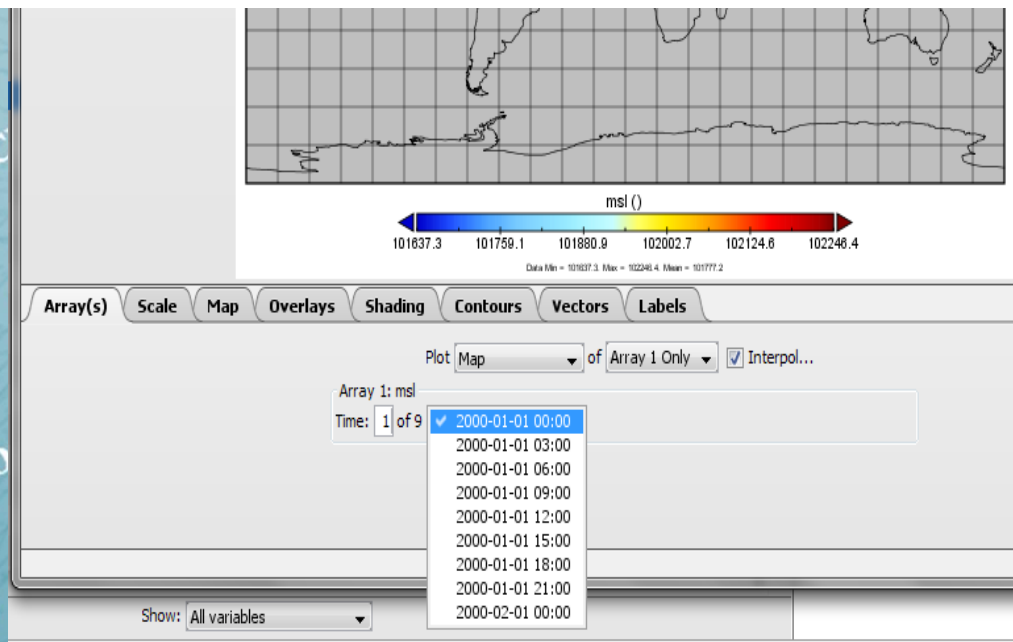 msl ()
101637.3 101759.1 101880.9 102002.7 102124.6 102246.4
Data Min = 101637.3, Max = 102246.4, Mean = 101777.2
Array(s) Scale Map Overlays Shading Contours Vectors Labels
Plot Map of Array 1 Only Interpol...
Array 1: msl
Time: 1 of 9 2000-01-01 00:00
2000-01-01 03:00
2000-01-01 06:00
2000-01-01 09:00
2000-01-01 12:00
2000-01-01 15:00
2000-01-01 18:00
2000-01-01 21:00
2000-02-01 00:00
Show: All variables